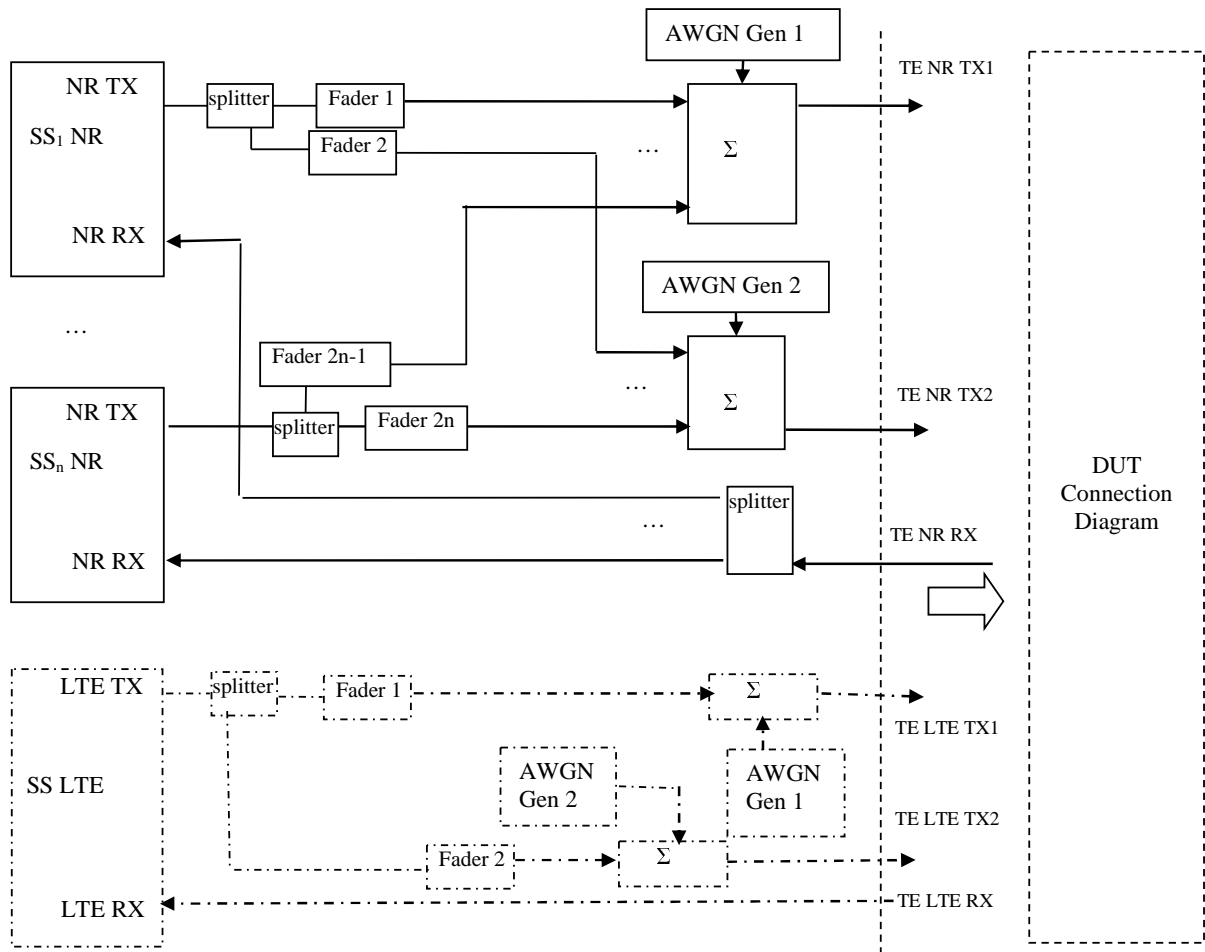 AWGN Gen 1
TE NR TX1
NR TX
splitter
Fader 1
SS₁ NR
Fader 2
…
Σ
NR RX
AWGN Gen 2
…
Fader 2n-1
…
Σ
TE NR TX2
NR TX
splitter
Fader 2n
SSₙ NR
DUT
Connection
Diagram
splitter
…
TE NR RX
NR RX
LTE TX
splitter
Fader 1
Σ
TE LTE TX1
SS LTE
AWGN
Gen 2
AWGN
Gen 1
TE LTE TX2
Fader 2
Σ
LTE RX
TE LTE RX